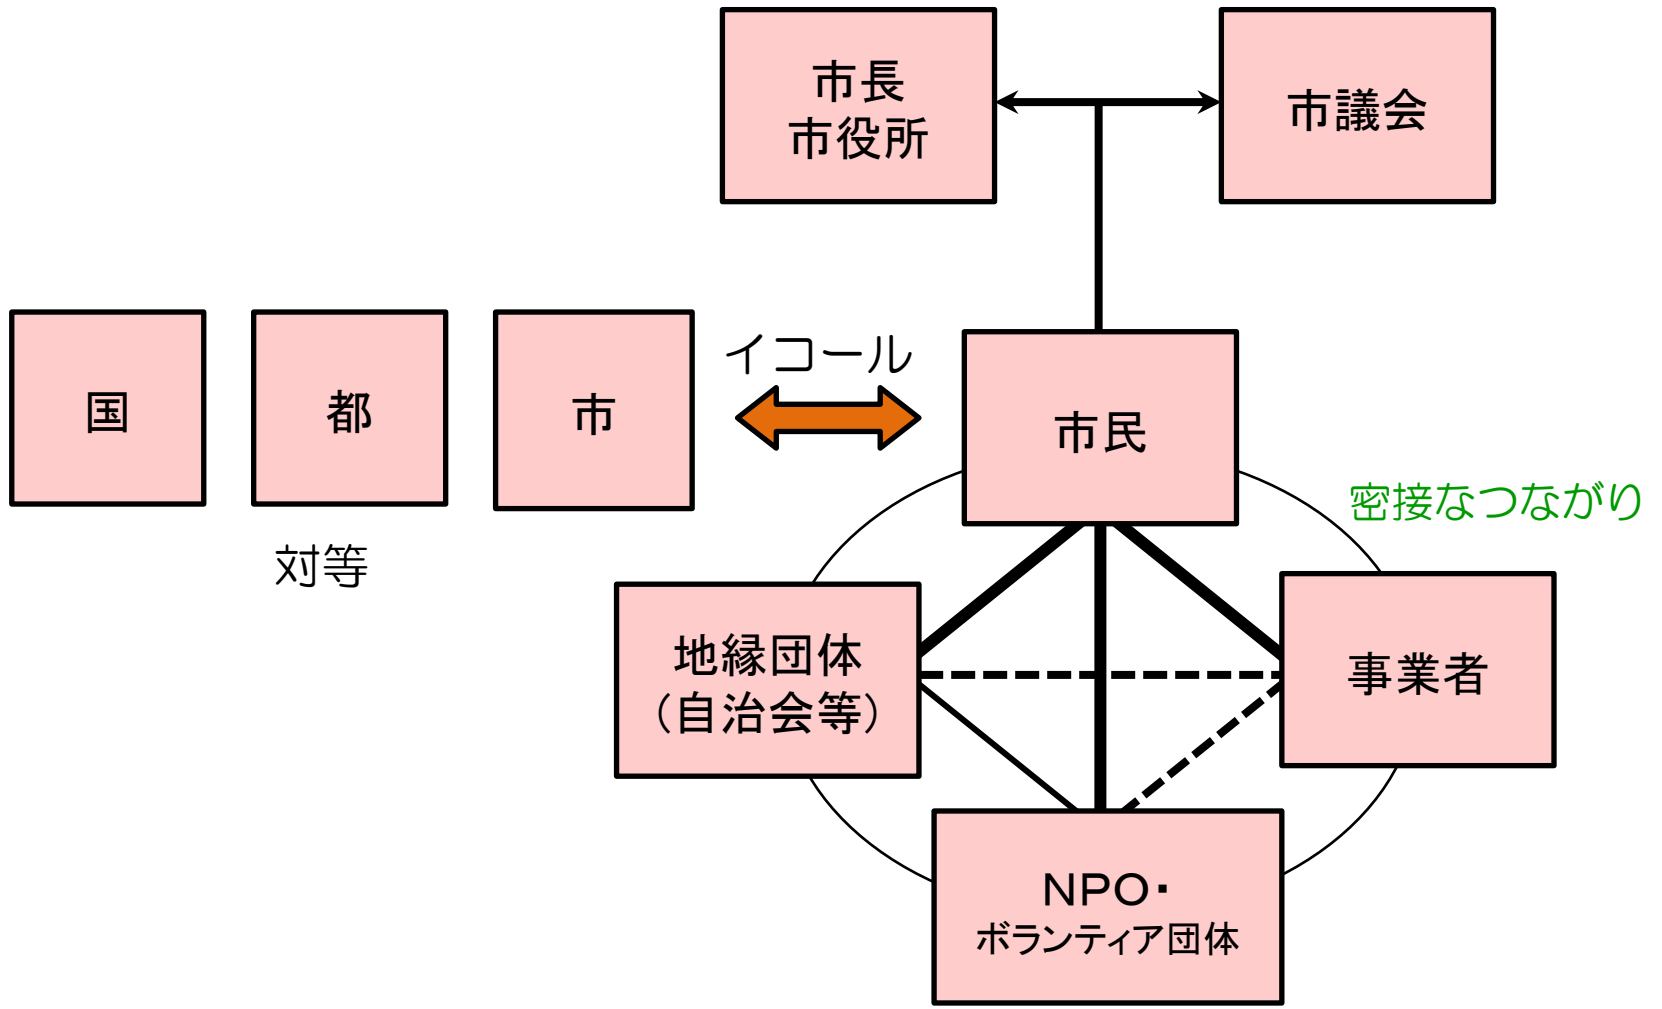 市長
市役所
市議会
国
都
市
イコール
市民
密接なつながり
対等
地縁団体
（自治会等）
事業者
ＮＰＯ・
ボランティア団体